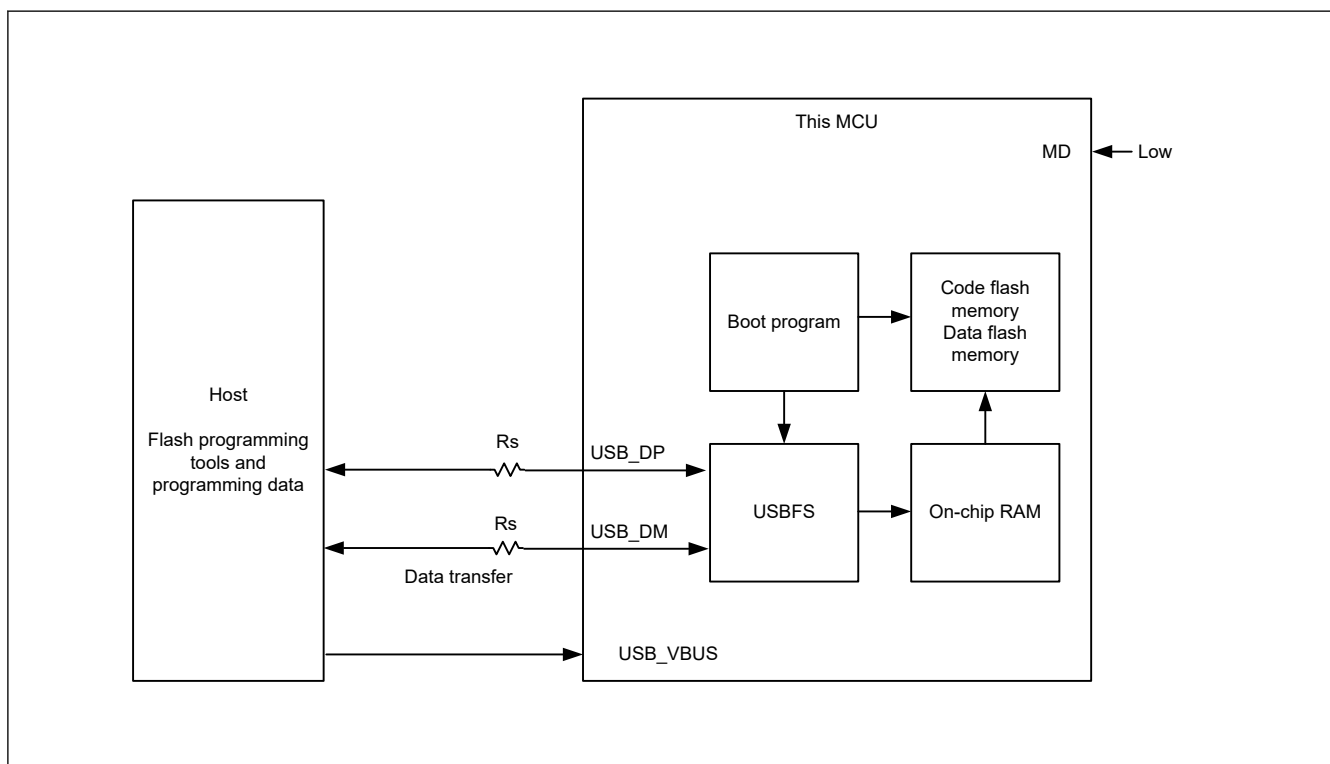 This MCU
MD
Low
Boot program
Code flash
memory
Data flash
memory
Host
Flash programming
tools and
programming data
Rs
USB_DP
USBFS
On-chip RAM
Rs
USB_DM
Data transfer
USB_VBUS